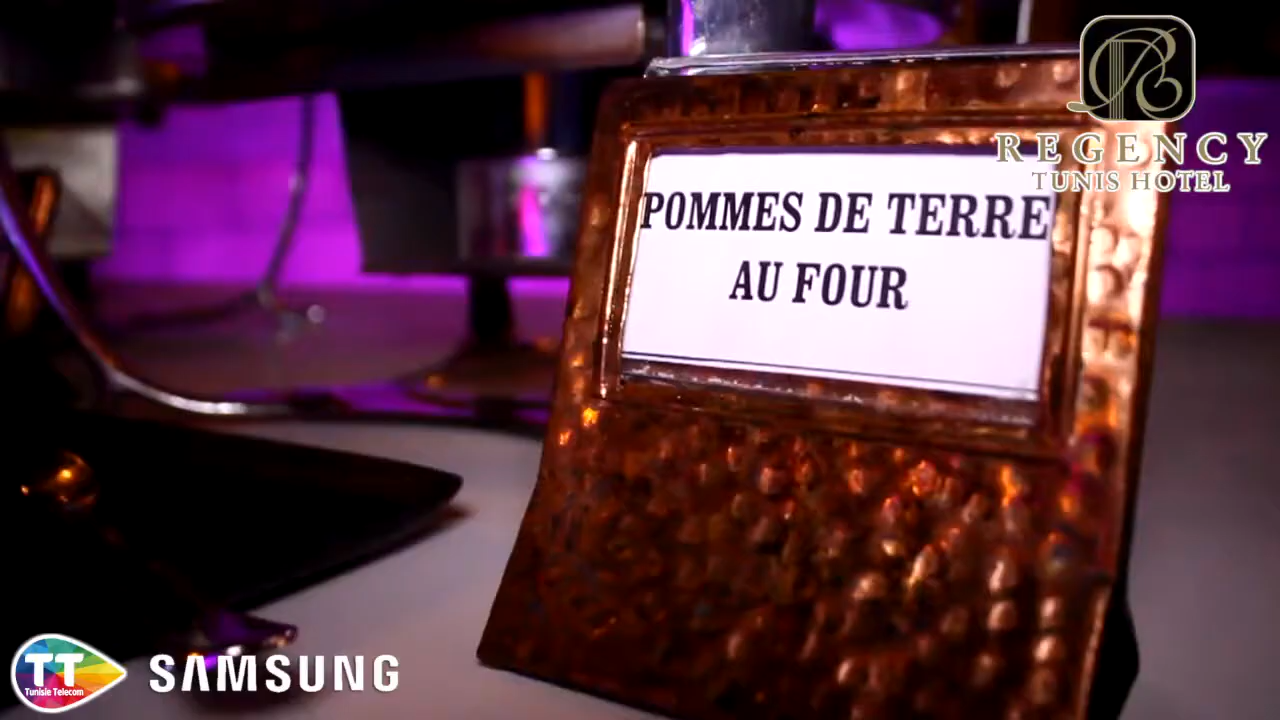 REGENCY
TUNIS HOTEL
POMMES DE TERRE
AU FOUR
TT
Tunisie Telecom
SAMSUNG